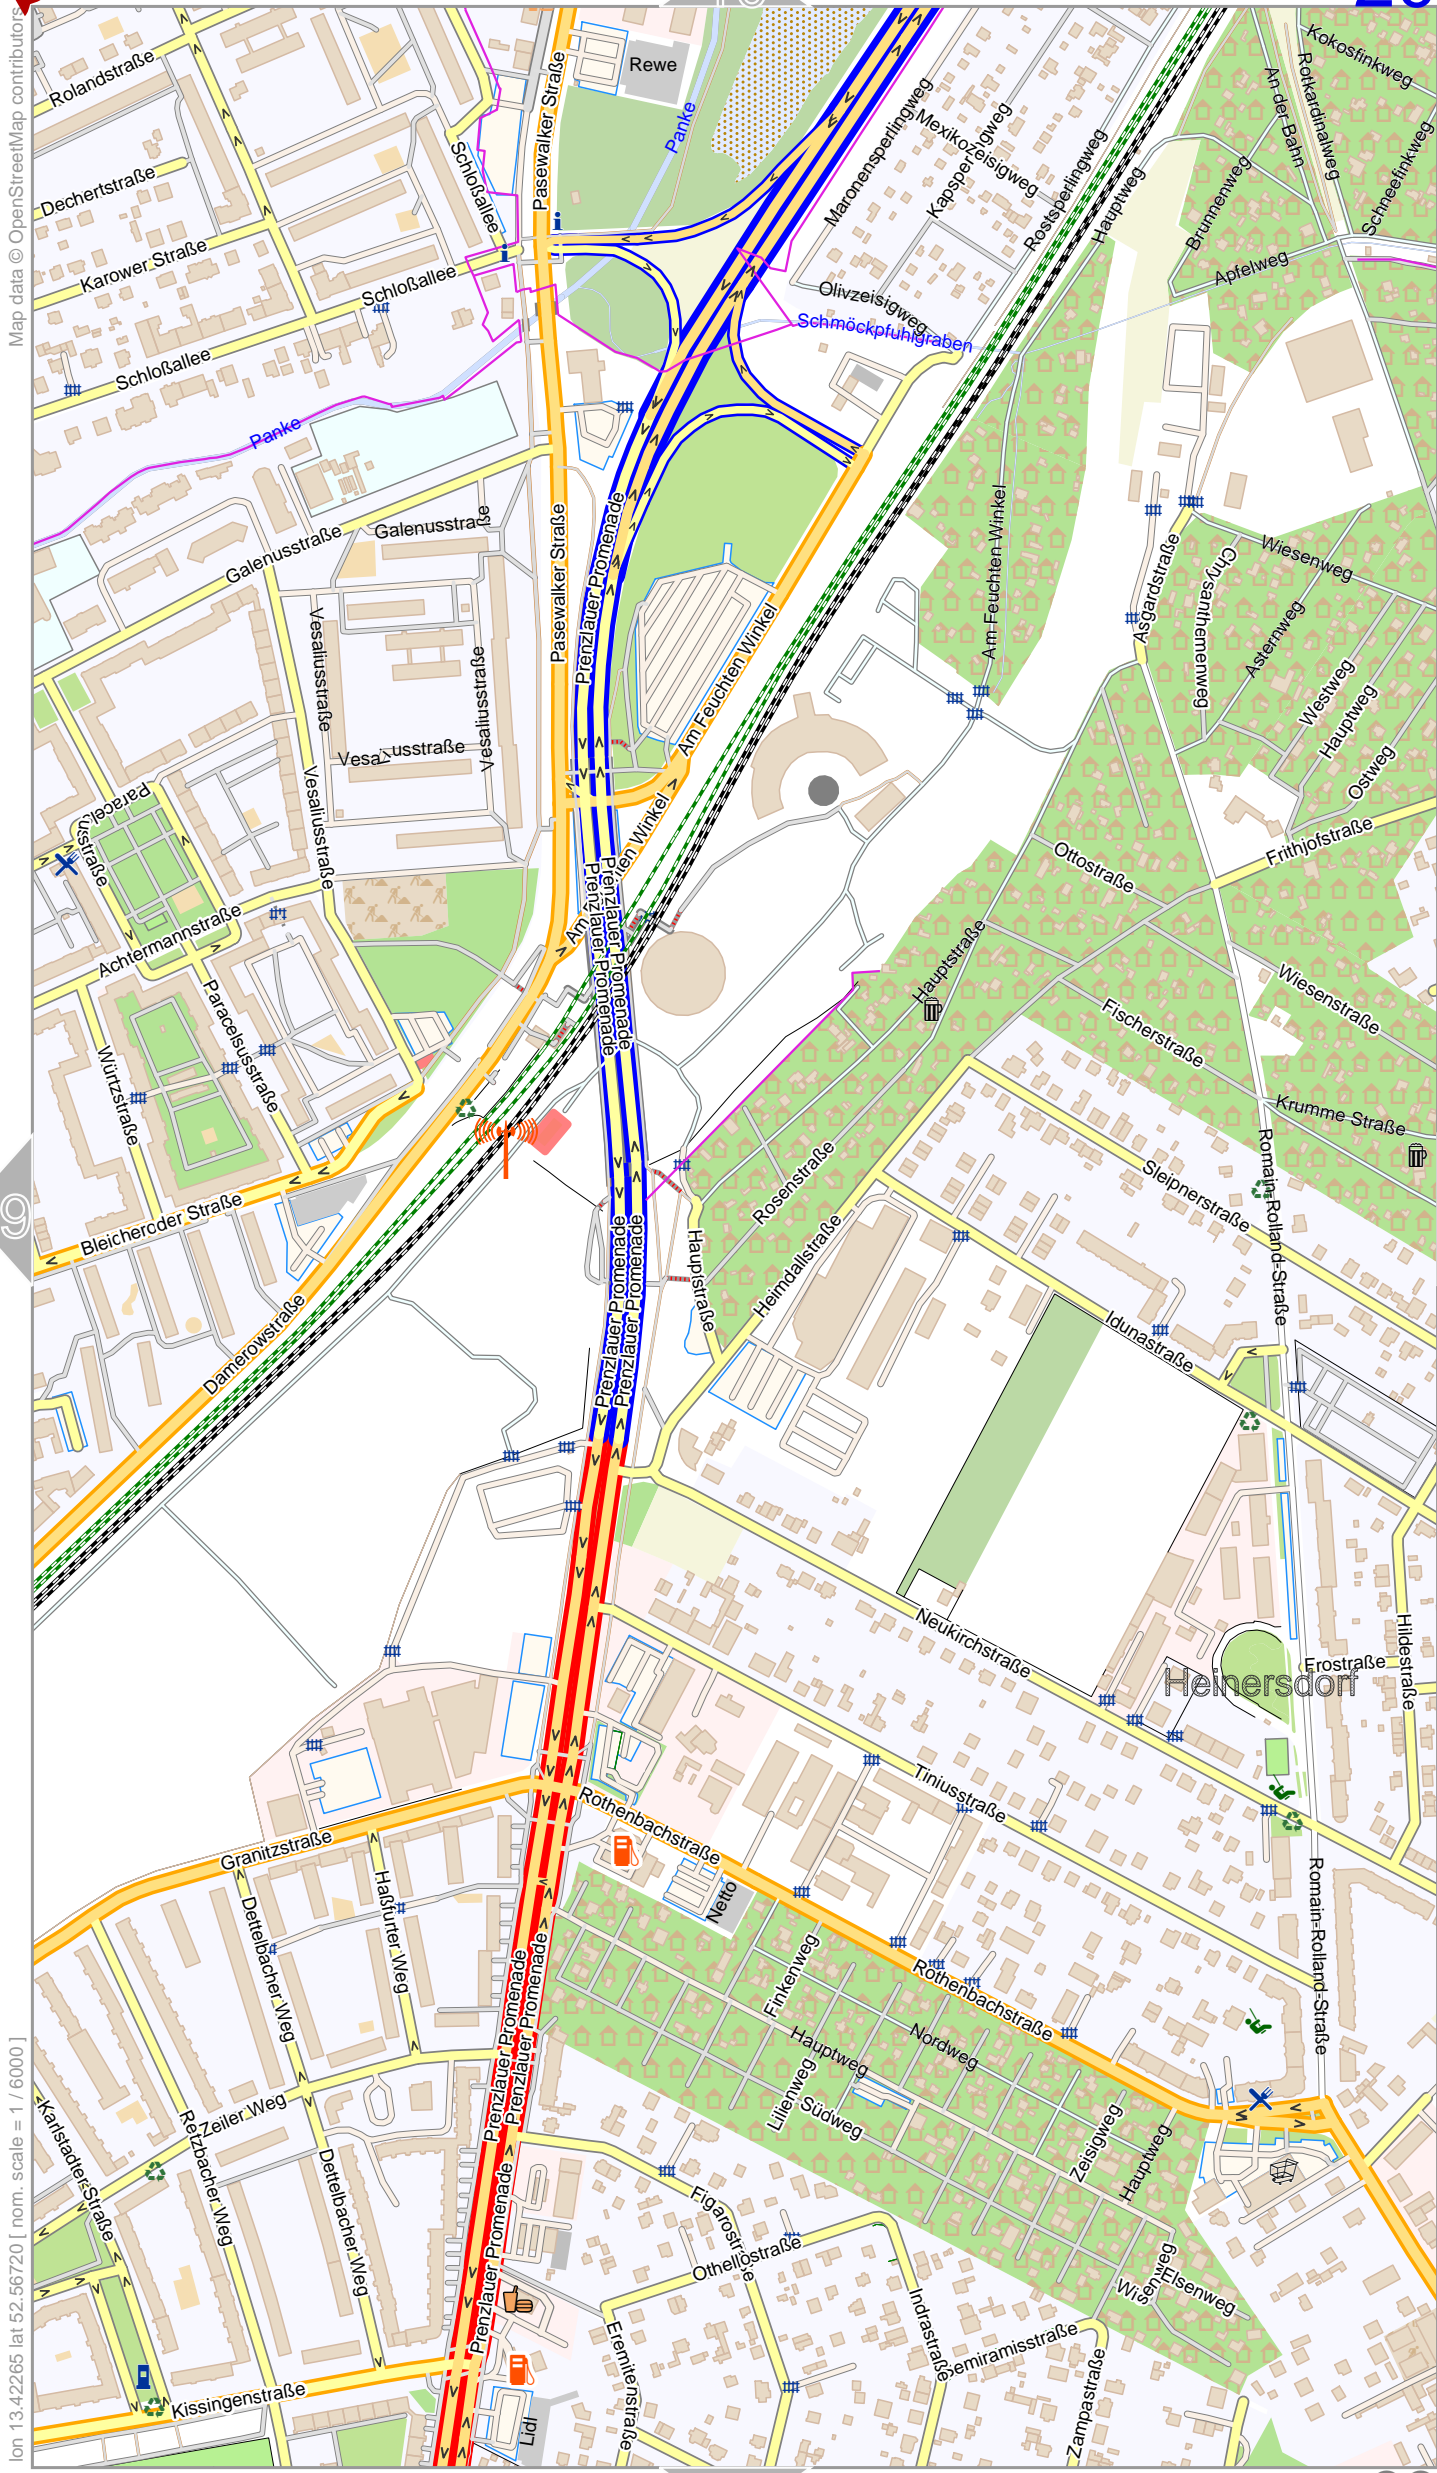 Map data © OpenStreetMap contributors
Rolandstraße
Dechertstraße
Karower Straße
Schloßallee
Schloßallee
Schloßallee
Pasewalker Straße
Rewe
Panke
Maronensperlingweg
Mexikozeisigweg
Rostsperlingweg
Hauptweg
Brunnenweg
An der Bahn
Rotkardinalweg
Kokosfinkweg
Schneefinkweg
Apfelweg
Olivzeisigweg
Schmöckpfuhlgraben
Panke
Galenusstraße
Galenusstraße
Pasewalker Straße
Prenzlauer Promenade
Am Feuchten Winkel
Am Feuchten Winkel
Asgardstraße
Chrysanthemenweg
Wiesenweg
Asternweg
Westweg
Hauptweg
Ostweg
Frithjofstraße
Vesaliusstraße
Vesaliusstraße
Vesaliusstraße
Achtermannstraße
Paracelsusstraße
Würtzstraße
Prenzlauer Promenade
Prenzlauer Promenade
Ottostraße
Hauptstraße
Fischerstraße
Wiesenstraße
Krumme Straße
Sleipnerstraße
Romain-Rolland-Straße
Rosenstraße
Hauptstraße
Heimdallstraße
Idunastraße
Bleicheroder Straße
Damerowstraße
Prenzlauer Promenade
Prenzlauer Promenade
Neukirchstraße
Heinersdorf
Frostraße
Hildestraße
Tiniusstraße
Rothenbachstraße
Granitzstraße
Netto
Haßfurter Weg
Dettelbacher Weg
Romain-Rolland-Straße
Rothenbachstraße
Finkenweg
Nordweg
Hauptweg
Lilienweg
Südweg
Zeisigweg
Hauptweg
Prenzlauer Promenade
Prenzlauer Promenade
Zeiler Weg
Karlstadter Straße
Retzbacher Weg
Dettelbacher Weg
Figarostraße
Othellostraße
Indrastraße
Semiramisstraße
Zampastraße
Elsenweg
Eremitenstraße
Prenzlauer Promenade
Kissingenstraße
Lidl
lon 13.42265 lat 52.56720 [ nom. scale = 1 / 6000 ]